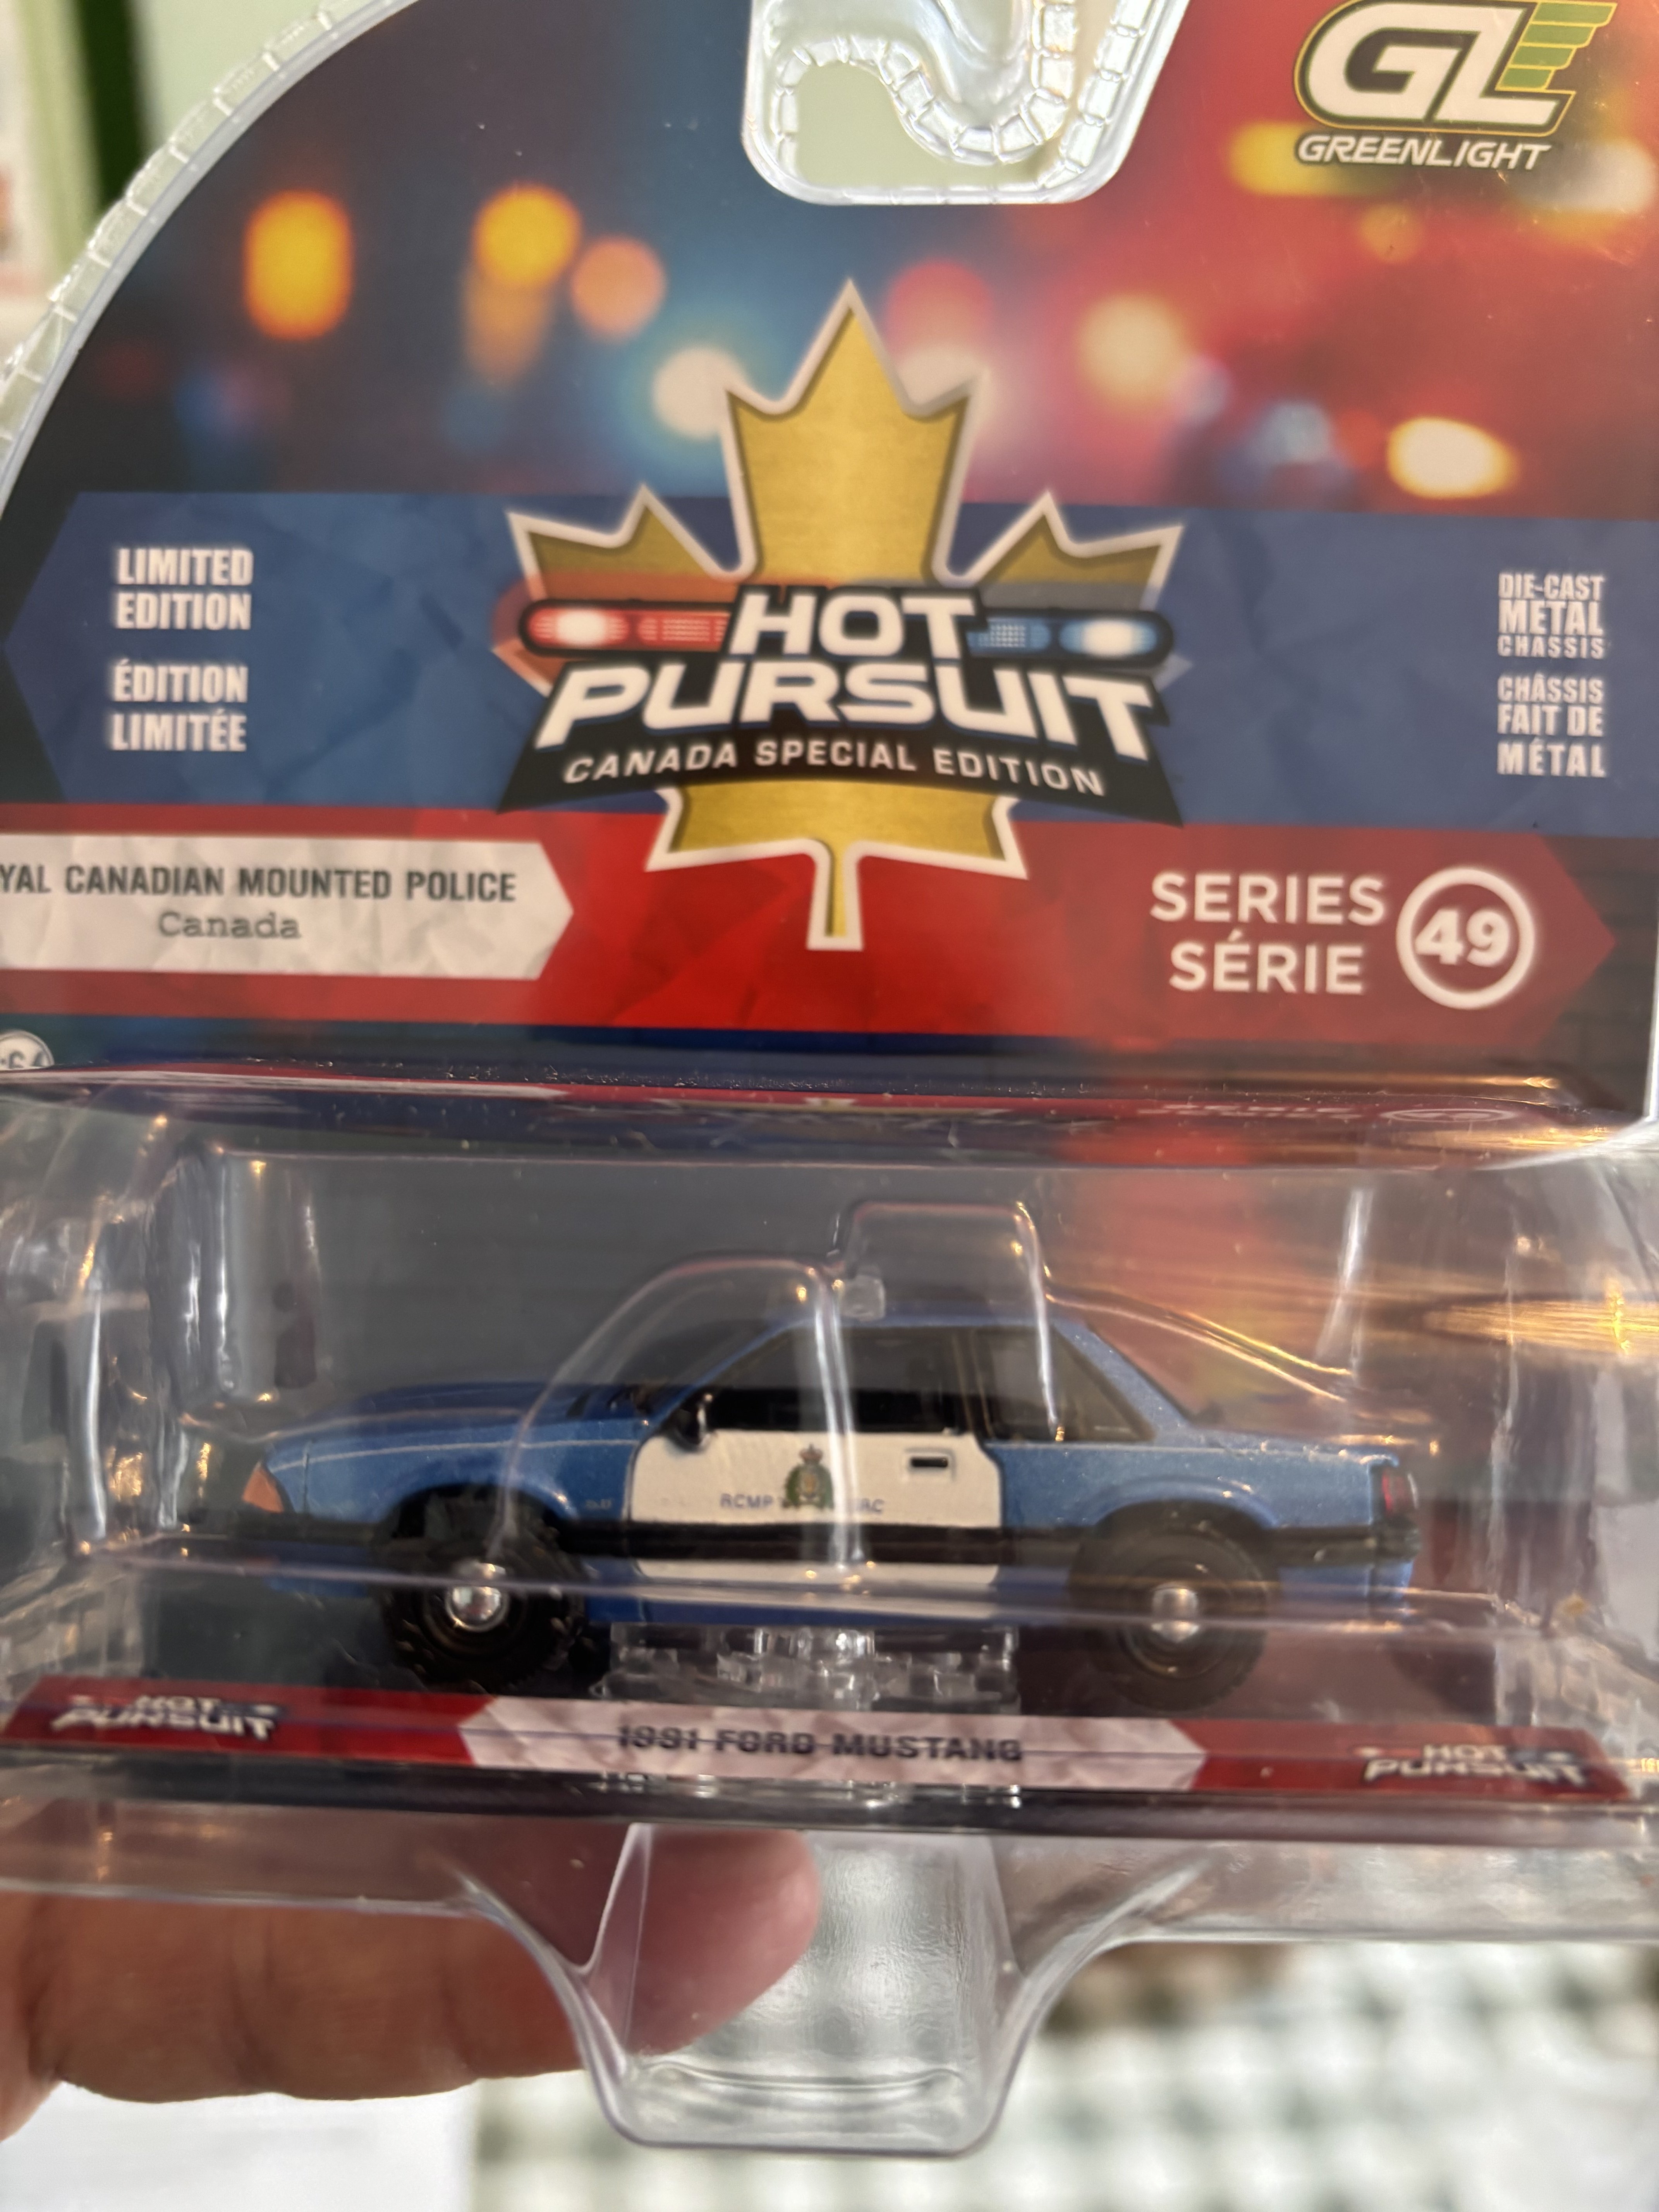 GL
GREENLIGHT
LIMITED
EDITION
ÉDITION
LIMITÉE
HOT
PURSUIT
CANADA SPECIAL EDITION
DIE-CAST
METAL
CHASSIS
CHÂSSIS
FAIT DE
MÉTAL
YAL CANADIAN MOUNTED POLICE
Canada
SERIES
SÉRIE
49
:64
RCMP
HOT
PURSUIT
1991 FORD MUSTANG
HOT
PURSUIT